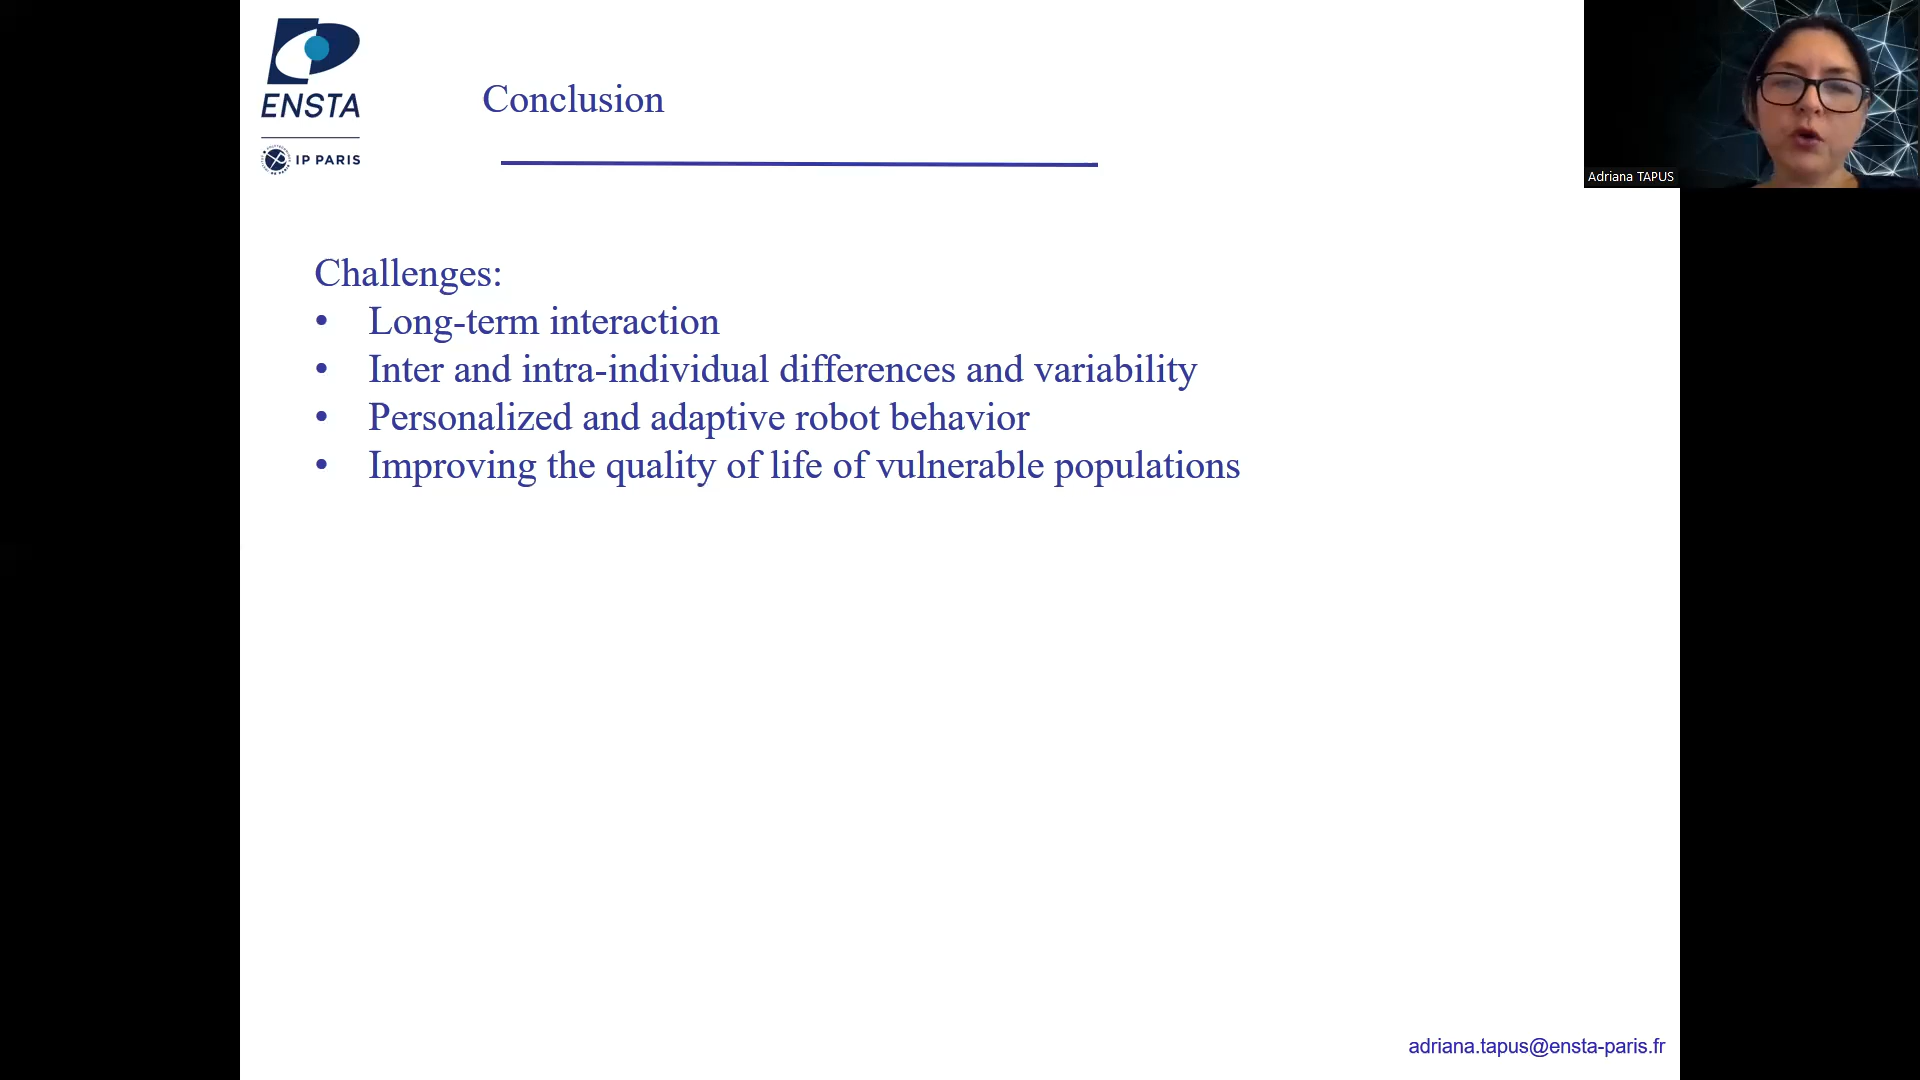 ENSTA
IP PARIS
Conclusion
Adriana TAPUS
Challenges:
• Long-term interaction
• Inter and intra-individual differences and variability
• Personalized and adaptive robot behavior
• Improving the quality of life of vulnerable populations
adriana.tapus@ensta-paris.fr